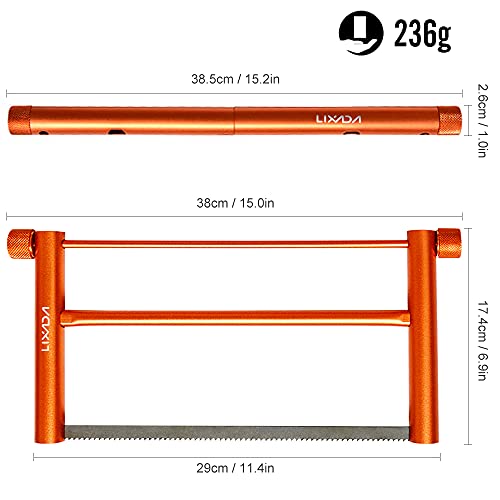 236g
38.5cm / 15.2in
2.6cm / 1.0in
LIXADA
38cm / 15.0in
LIXADA
17.4cm / 6.9in
29cm / 11.4in